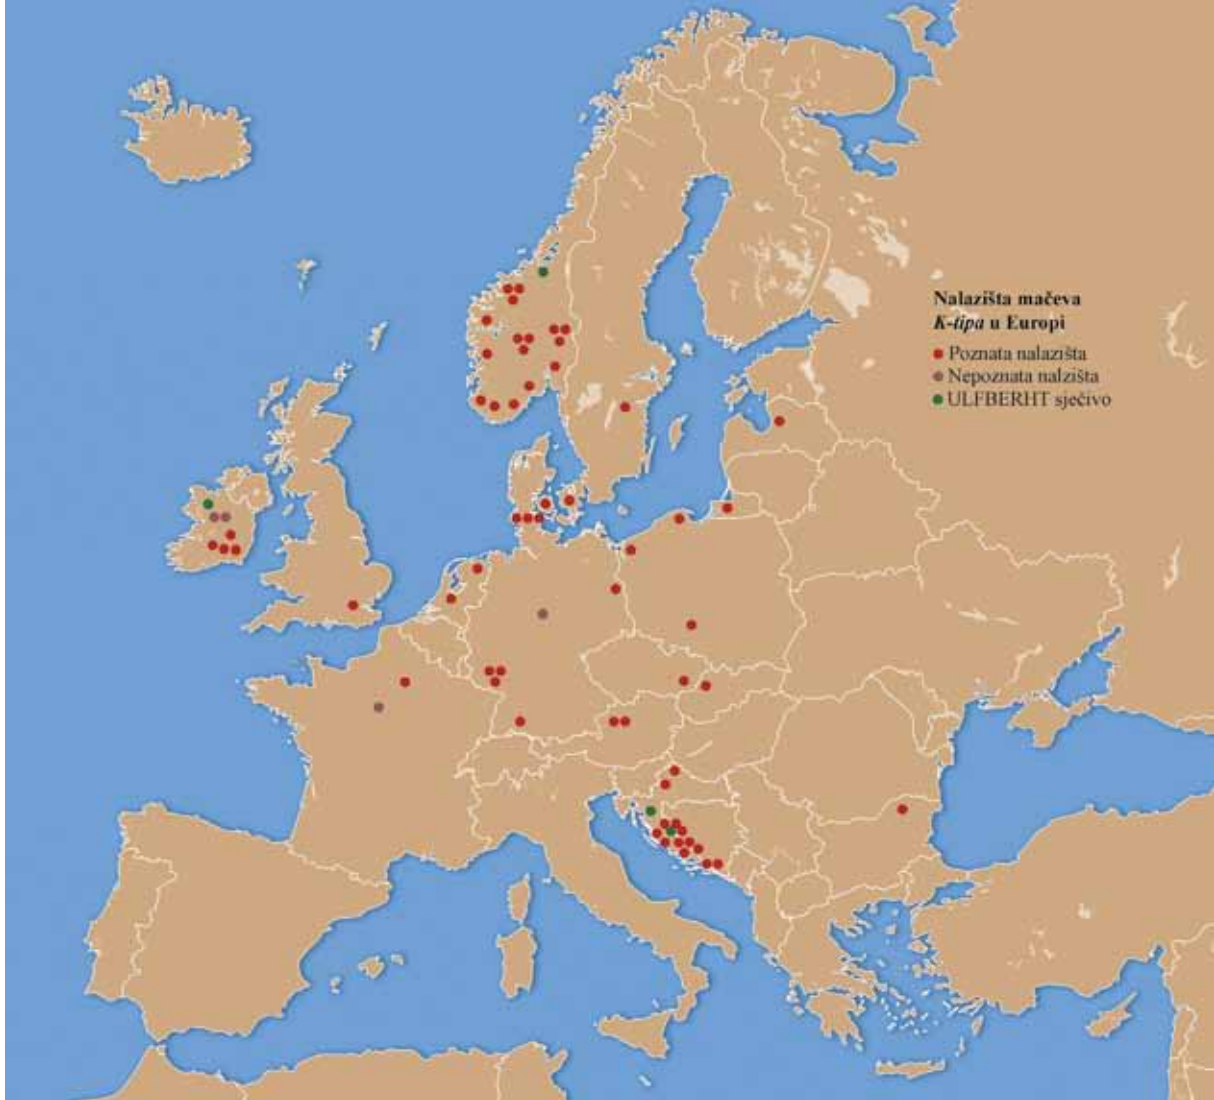 Nalazišta mačeva
K-tipa u Europi
Poznata nalazišta
Nepoznata nalzišta
ULFBERHT sječivo